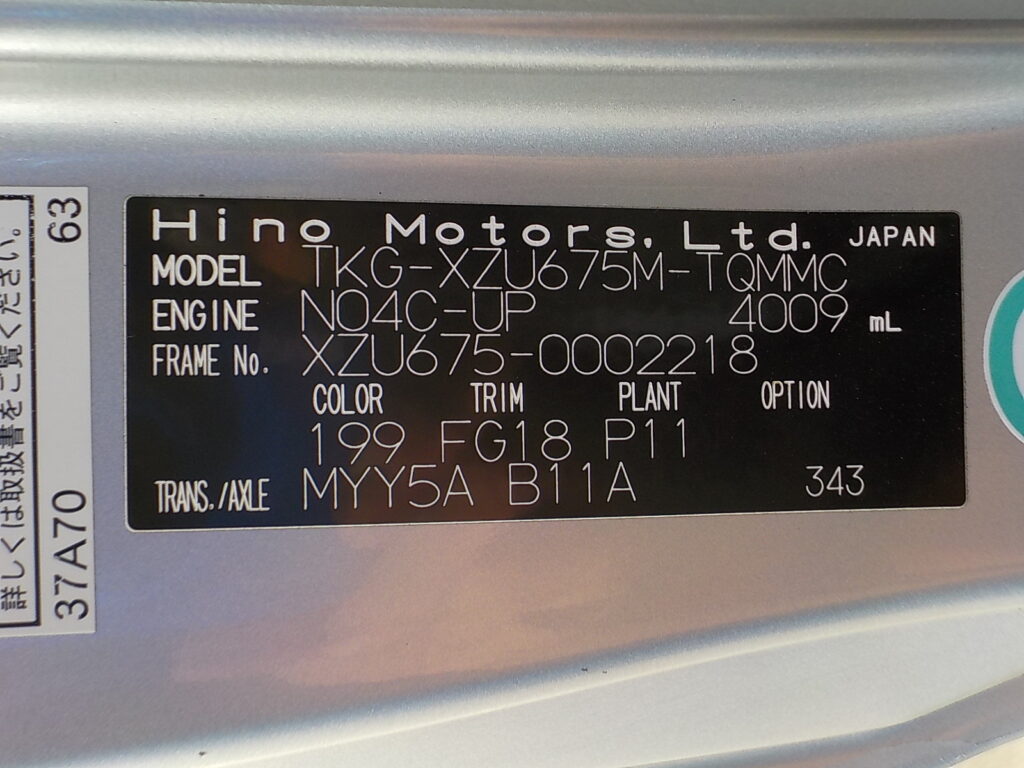 Hino Motors, Ltd. JAPAN
MODEL TKG-XZU675M-TQMMC
ENGINE N04C-UP 4009 mL
FRAME No. XZU675-0002218
COLOR TRIM PLANT OPTION
199 FG18 P11
TRANS./AXLE MYY5A B11A 343
詳しくは取扱書をご覧ください。
37A70 63